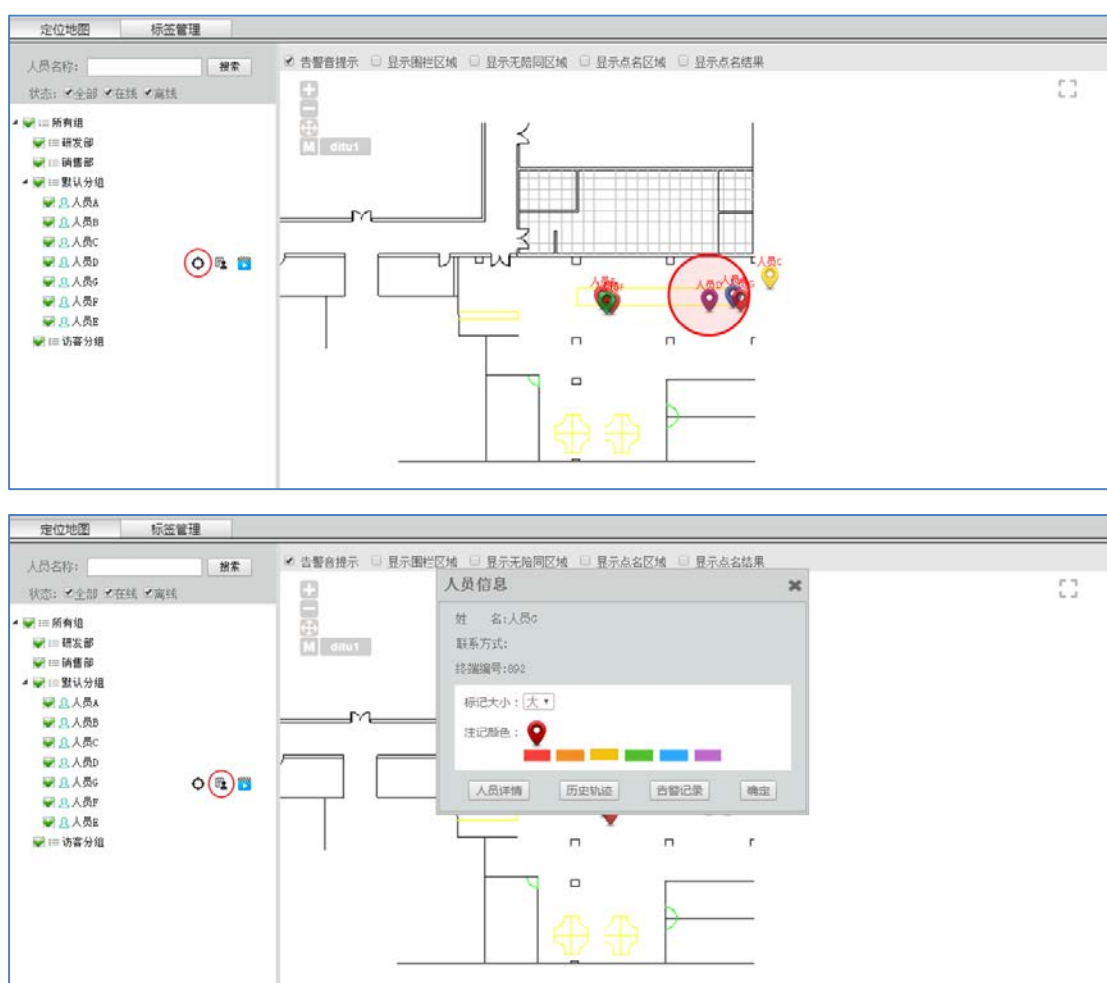 定位地图 标签管理
人员名称: 搜索 告警音提示 显示围栏区域 显示无陪同区域 显示点名区域 显示点名结果
状态: 全部 在线 离线
所有组
研发部
M ditu1
销售部
默认分组
人员A
人员B
人员C
人员D
人员G
人员F
人员E
访客分组
人员C
人员D
定位地图 标签管理
人员名称: 搜索 告警音提示 显示围栏区域 显示无陪同区域 显示点名区域 显示点名结果
状态: 全部 在线 离线
所有组
研发部
M ditu1
销售部
默认分组
人员A
人员B
人员C
人员D
人员G
人员F
人员E
访客分组
人员信息
姓 名:人员G
联系方式:
终端编号:892
标记大小: 大
注记颜色:
人员详情 历史轨迹 告警记录 确定